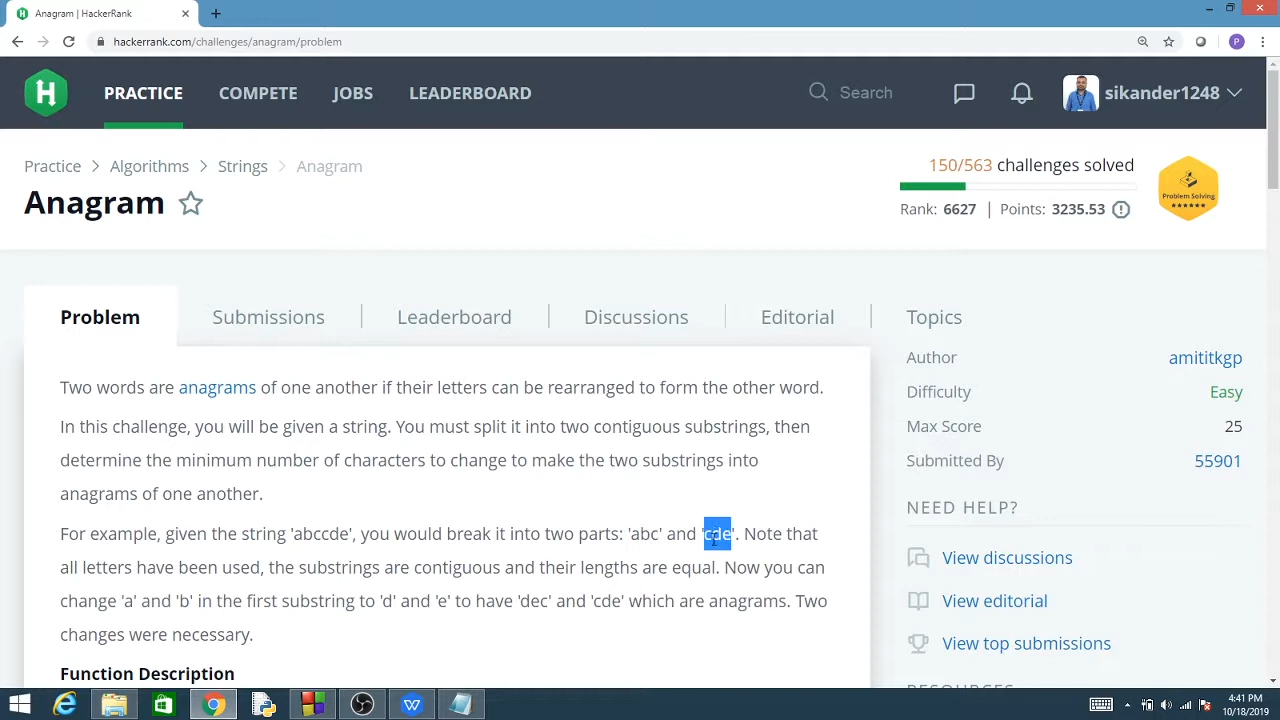 Anagram | HackerRank
hackerrank.com/challenges/anagram/problem
P
H
PRACTICE
COMPETE
JOBS
LEADERBOARD
Search
sikander1248
Practice > Algorithms > Strings > Anagram
Anagram
150/563 challenges solved
Rank: 6627 | Points: 3235.53
Problem Solving
Problem
Submissions
Leaderboard
Discussions
Editorial
Two words are anagrams of one another if their letters can be rearranged to form the other word.
In this challenge, you will be given a string. You must split it into two contiguous substrings, then
determine the minimum number of characters to change to make the two substrings into
anagrams of one another.
For example, given the string 'abccde', you would break it into two parts: 'abc' and 'cde'. Note that
all letters have been used, the substrings are contiguous and their lengths are equal. Now you can
change 'a' and 'b' in the first substring to 'd' and 'e' to have 'dec' and 'cde' which are anagrams. Two
changes were necessary.
Function Description
Topics
Author amititkgp
Difficulty Easy
Max Score 25
Submitted By 55901
NEED HELP?
View discussions
View editorial
View top submissions
RESOURCES
4:41 PM
10/18/2019